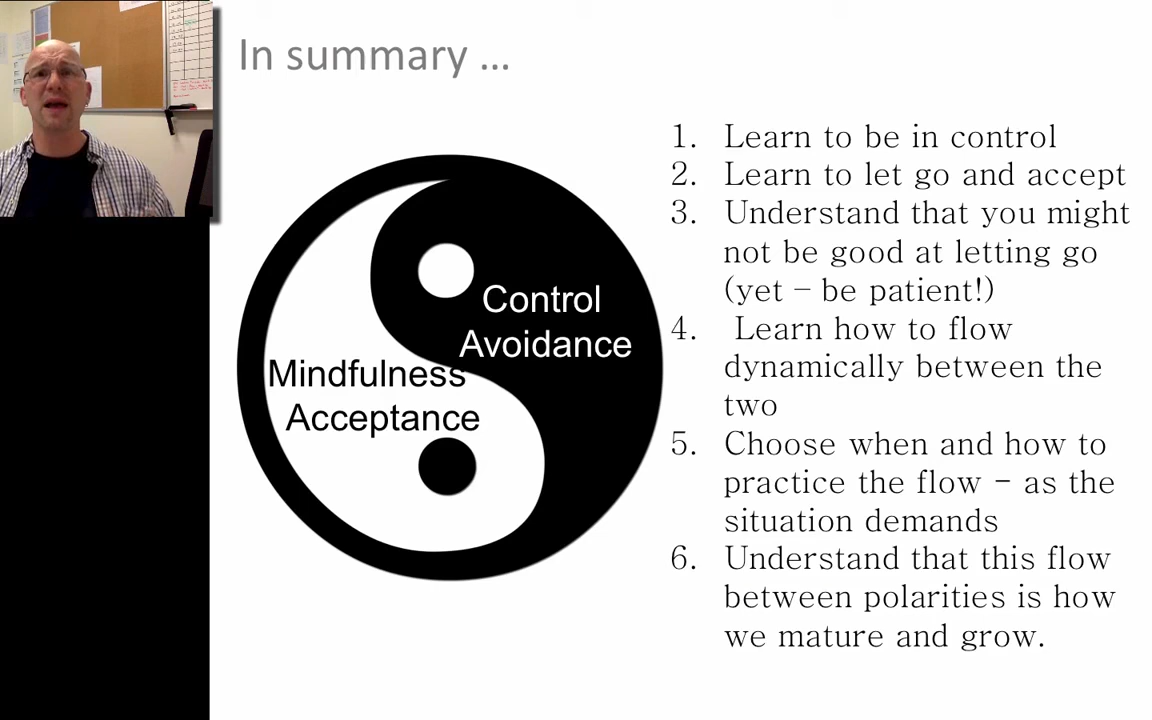 In summary ...
Control
Avoidance
Mindfulness
Acceptance
1. Learn to be in control
2. Learn to let go and accept
3. Understand that you might
not be good at letting go
(yet – be patient!)
4. Learn how to flow
dynamically between the
two
5. Choose when and how to
practice the flow – as the
situation demands
6. Understand that this flow
between polarities is how
we mature and grow.